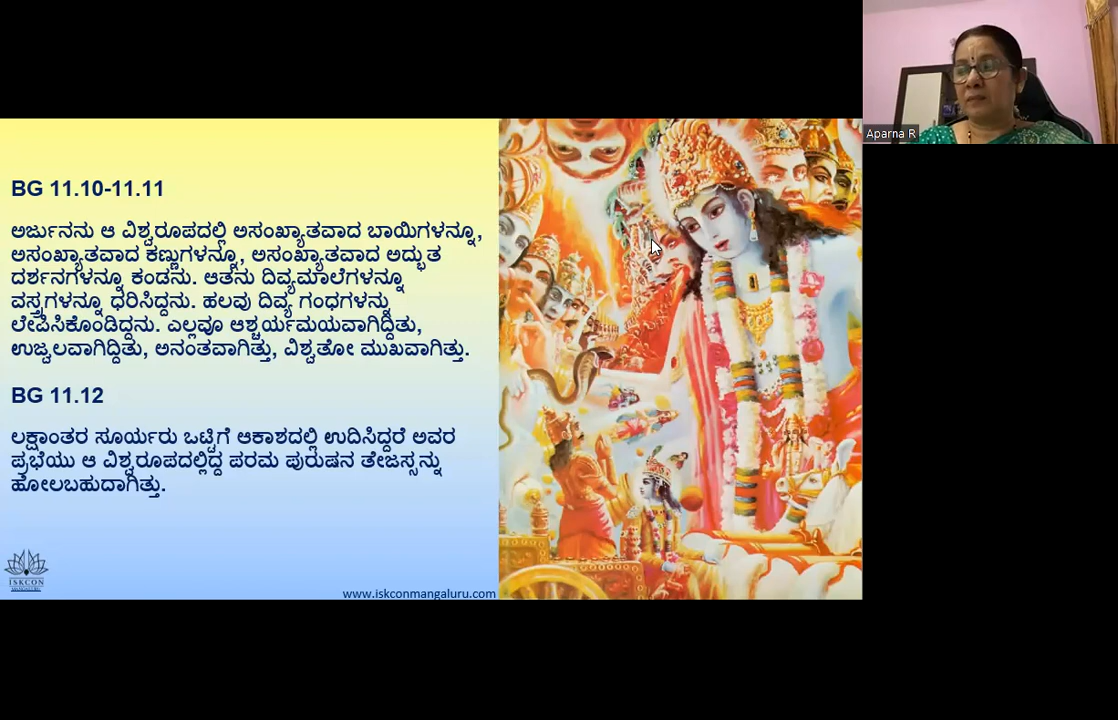 BG 11.10-11.11
ಅರ್ಜುನನು ಆ ವಿಶ್ವರೂಪದಲ್ಲಿ ಅಸಂಖ್ಯಾತವಾದ ಬಾಯಿಗಳನ್ನೂ,
ಅಸಂಖ್ಯಾತವಾದ ಕಣ್ಣುಗಳನ್ನೂ, ಅಸಂಖ್ಯಾತವಾದ ಅದ್ಭುತ
ದರ್ಶನಗಳನ್ನೂ ಕಂಡನು. ಆತನು ದಿವ್ಯಮಾಲೆಗಳನ್ನೂ
ವಸ್ತ್ರಗಳನ್ನೂ ಧರಿಸಿದ್ದನು. ಹಲವು ದಿವ್ಯ ಗಂಧಗಳನ್ನು
ಲೇಪಿಸಿಕೊಂಡಿದ್ದನು. ಎಲ್ಲವೂ ಆಶ್ಚರ್ಯಮಯವಾಗಿದ್ದಿತು,
ಉಜ್ವಲವಾಗಿದ್ದಿತು, ಅನಂತವಾಗಿತ್ತು, ವಿಶ್ವತೋ ಮುಖವಾಗಿತ್ತು.
BG 11.12
ಲಕ್ಷಾಂತರ ಸೂರ್ಯರು ಒಟ್ಟಿಗೆ ಆಕಾಶದಲ್ಲಿ ಉದಿಸಿದ್ದರೆ ಅವರ
ಪ್ರಭೆಯು ಆ ವಿಶ್ವರೂಪದಲ್ಲಿದ್ದ ಪರಮ ಪುರುಷನ ತೇಜಸ್ಸನ್ನು
ಹೋಲಬಹುದಾಗಿತ್ತು.
ISKCON
www.iskconmangaluru.com
Aparna R